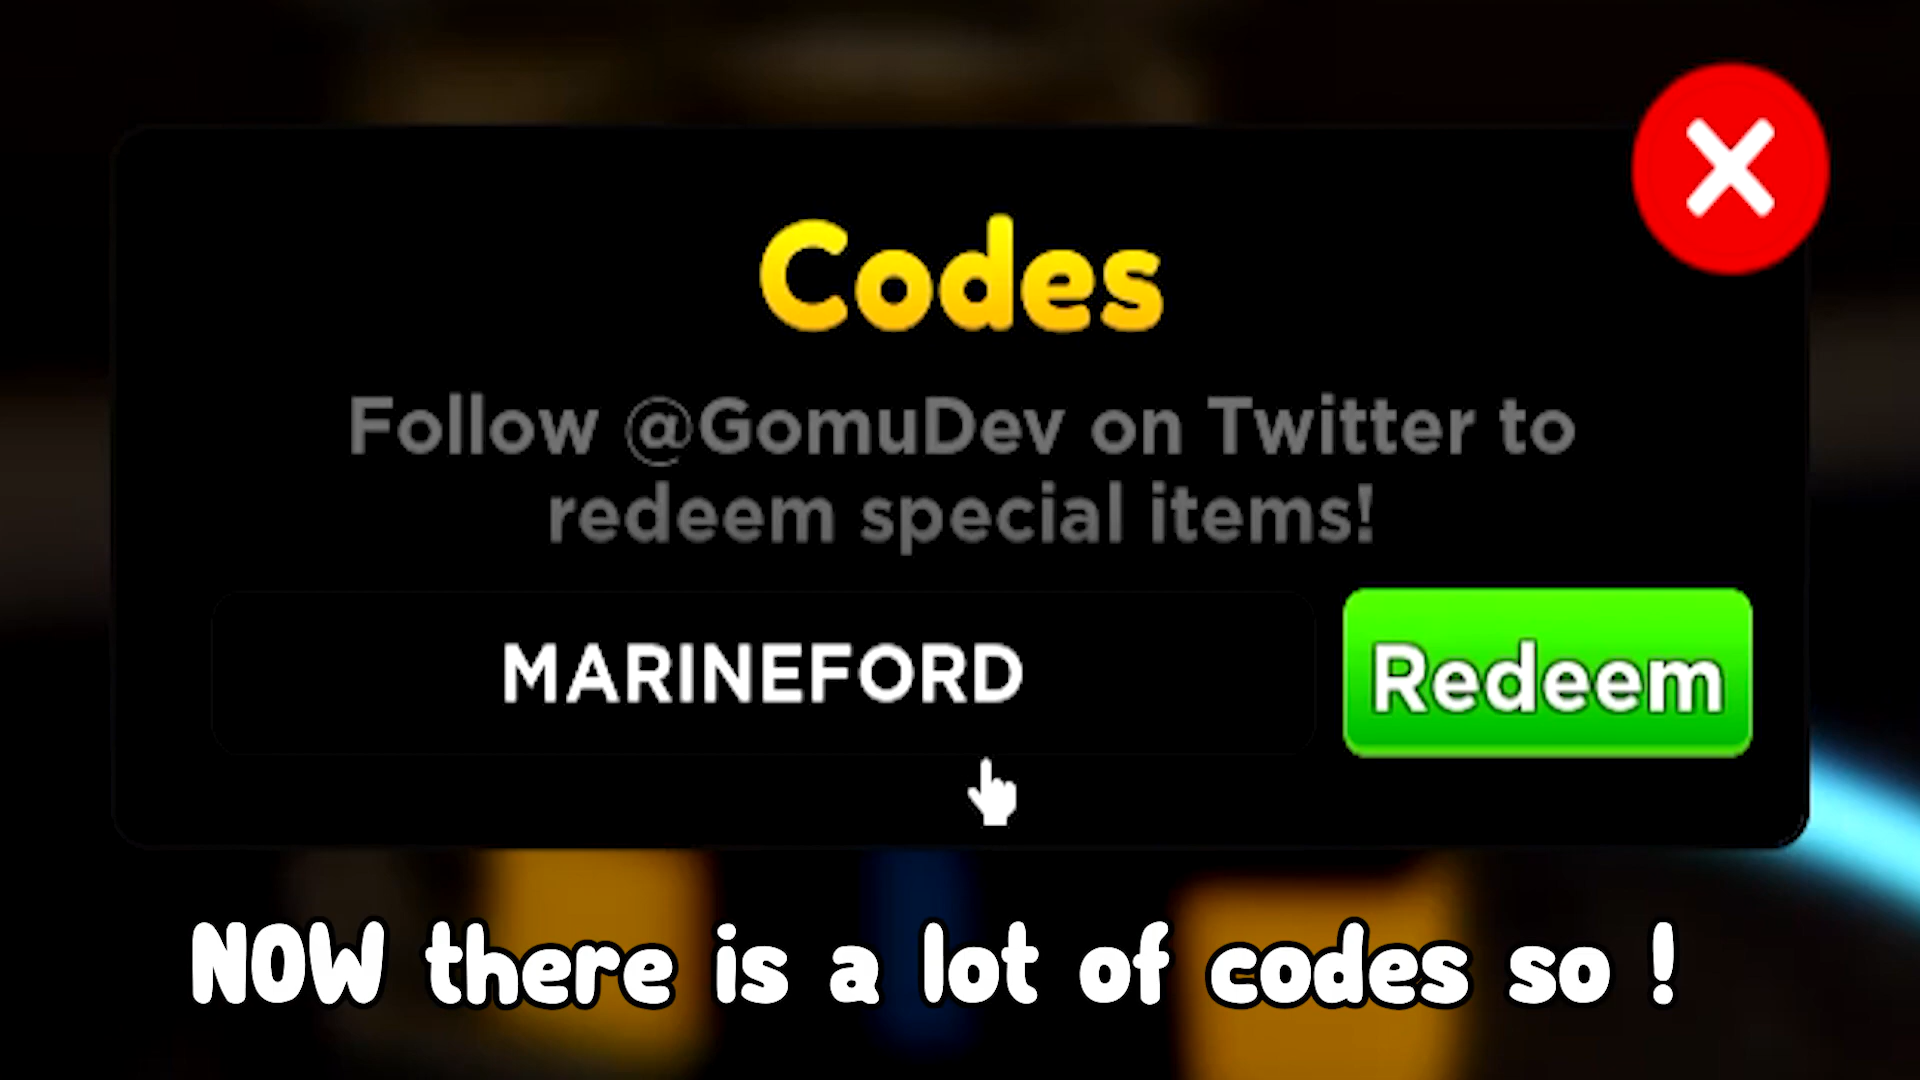 Codes
Follow @GomuDev on Twitter to
redeem special items!
MARINEFORD
Redeem
NOW there is a lot of codes so !